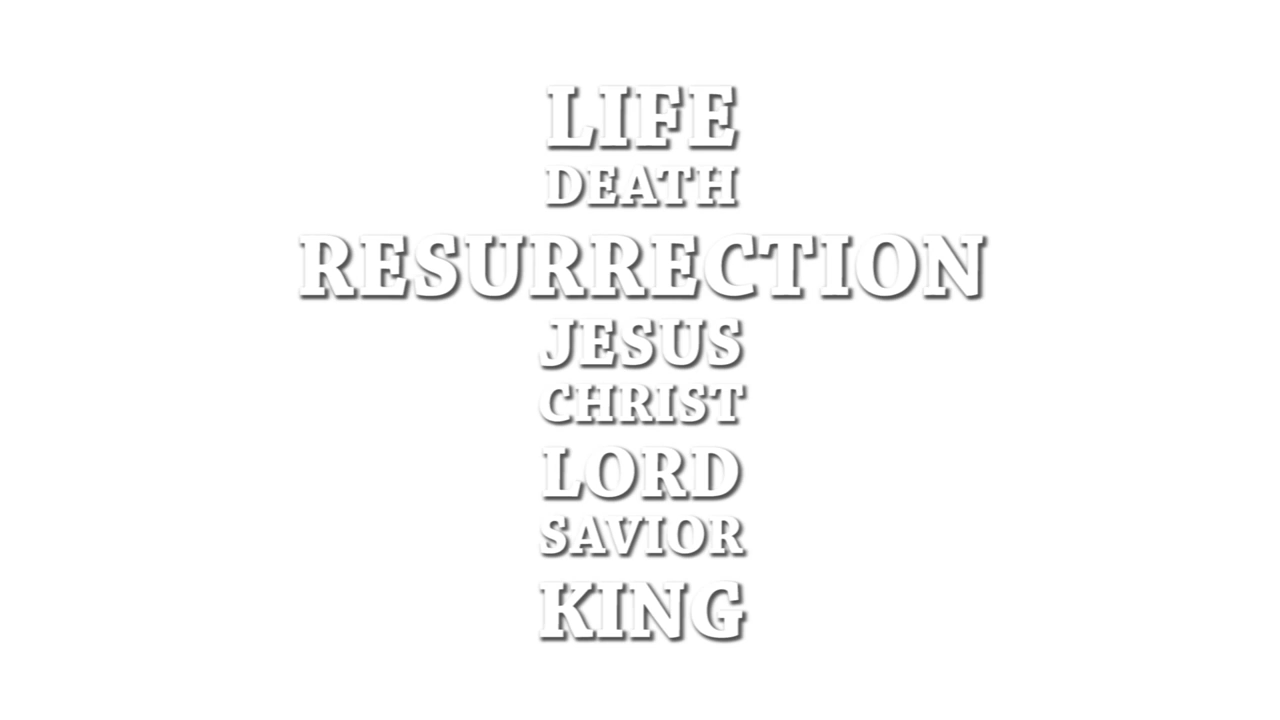 LIFE
DEATH
RESURRECTION
JESUS
CHRIST
LORD
SAVIOR
KING